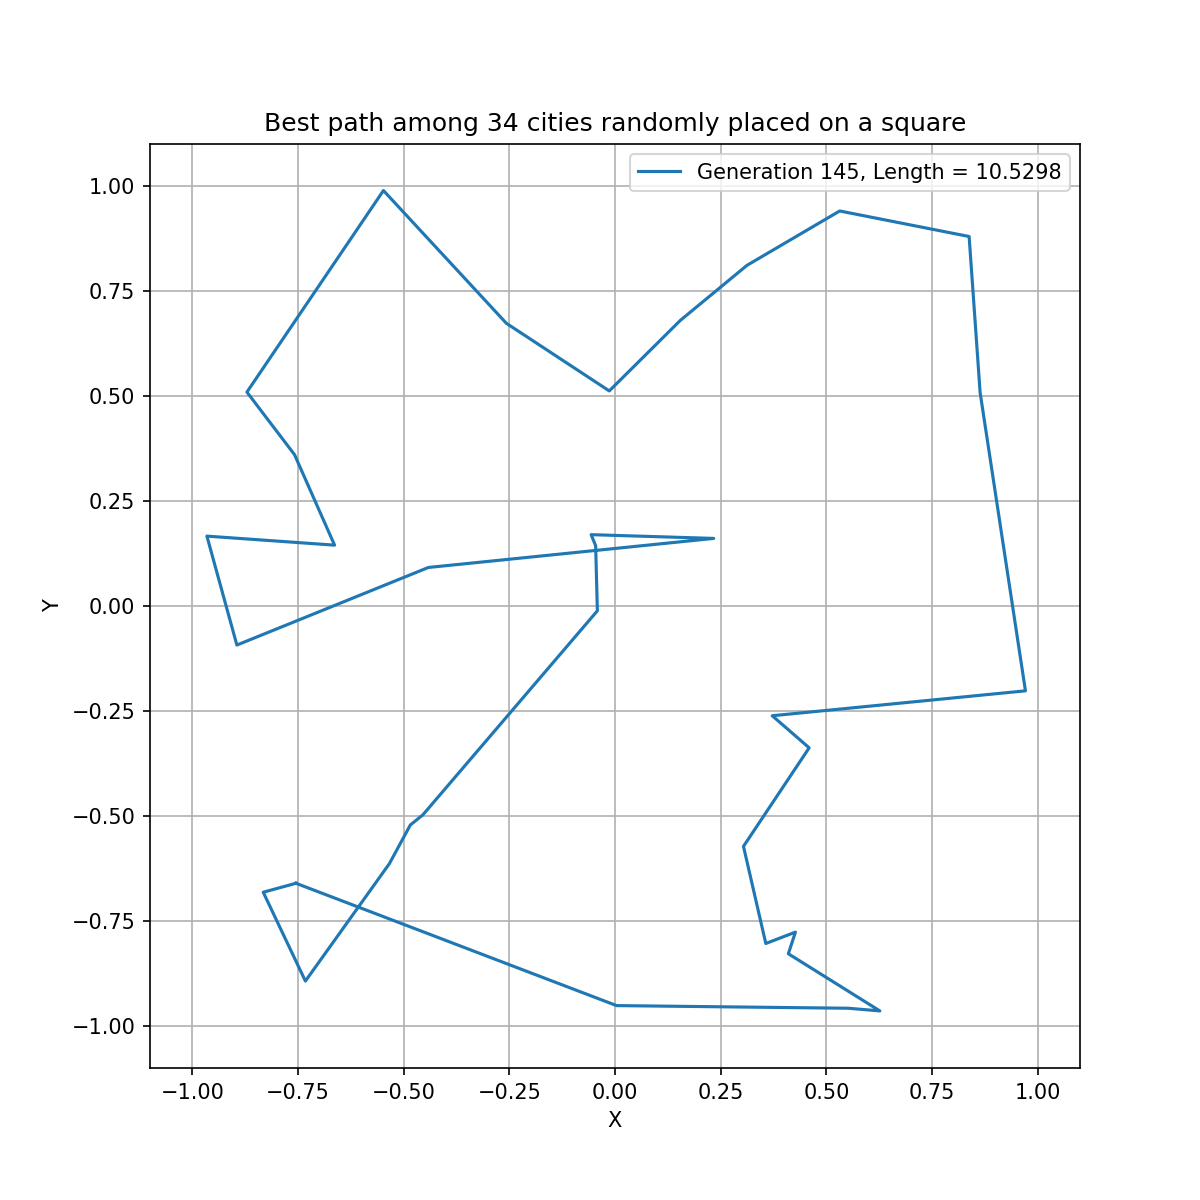 Best path among 34 cities randomly placed on a square
Generation 145, Length = 10.5298
1.00
0.75
0.50
0.25
0.00
−0.25
−0.50
−0.75
−1.00
Y
−1.00 −0.75 −0.50 −0.25 0.00 0.25 0.50 0.75 1.00
X